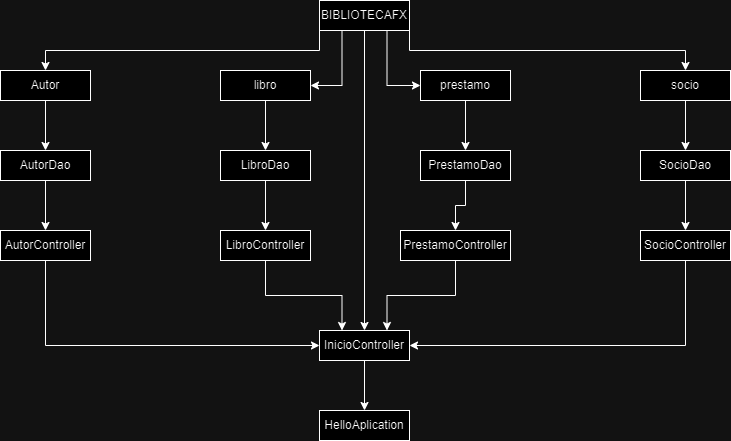 BIBLIOTECAFX
Autor
libro
prestamo
socio
AutorDao
LibroDao
PrestamoDao
SocioDao
AutorController
LibroController
PrestamoController
SocioController
InicioController
HelloAplication